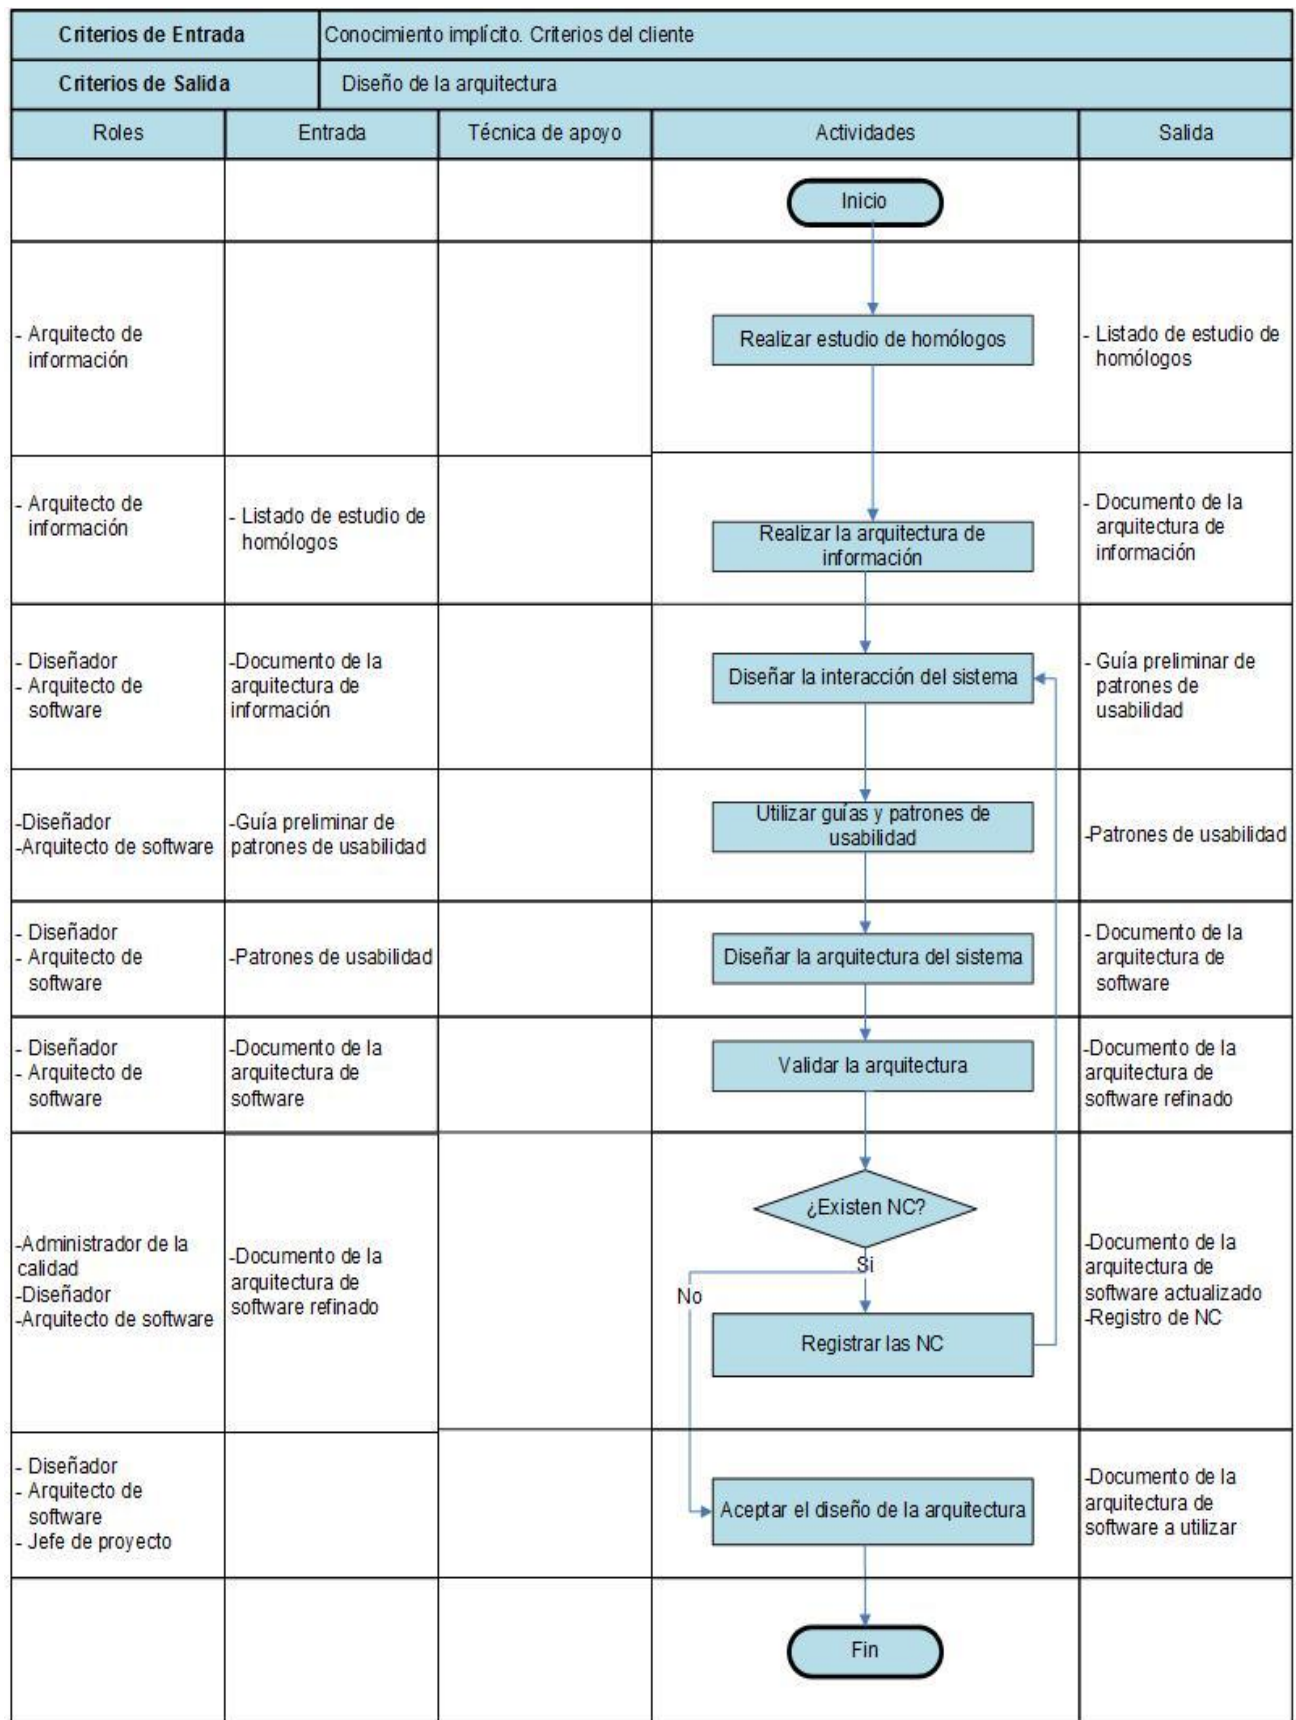 Criterios de Entrada
Conocimiento implícito. Criterios del cliente
Criterios de Salida
Diseño de la arquitectura
Roles
Entrada
Técnica de apoyo
Actividades
Salida
Inicio
- Arquitecto de
información
Realizar estudio de homólogos
- Listado de estudio de
homólogos
- Arquitecto de
información
- Listado de estudio de
homólogos
Realizar la arquitectura de
información
- Documento de la
arquitectura de
información
- Diseñador
- Arquitecto de
software
-Documento de la
arquitectura de
información
Diseñar la interacción del sistema
- Guía preliminar de
patrones de
usabilidad
-Diseñador
-Arquitecto de software
-Guía preliminar de
patrones de usabilidad
Utilizar guías y patrones de
usabilidad
-Patrones de usabilidad
- Diseñador
- Arquitecto de
software
-Patrones de usabilidad
Diseñar la arquitectura del sistema
- Documento de la
arquitectura de
software
- Diseñador
- Arquitecto de
software
-Documento de la
arquitectura de
software
Validar la arquitectura
-Documento de la
arquitectura de
software refinado
-Administrador de la
calidad
-Diseñador
-Arquitecto de software
-Documento de la
arquitectura de
software refinado
¿Existen NC?
Si
No
Registrar las NC
-Documento de la
arquitectura de
software actualizado
-Registro de NC
- Diseñador
- Arquitecto de
software
- Jefe de proyecto
Aceptar el diseño de la arquitectura
-Documento de la
arquitectura de
software a utilizar
Fin